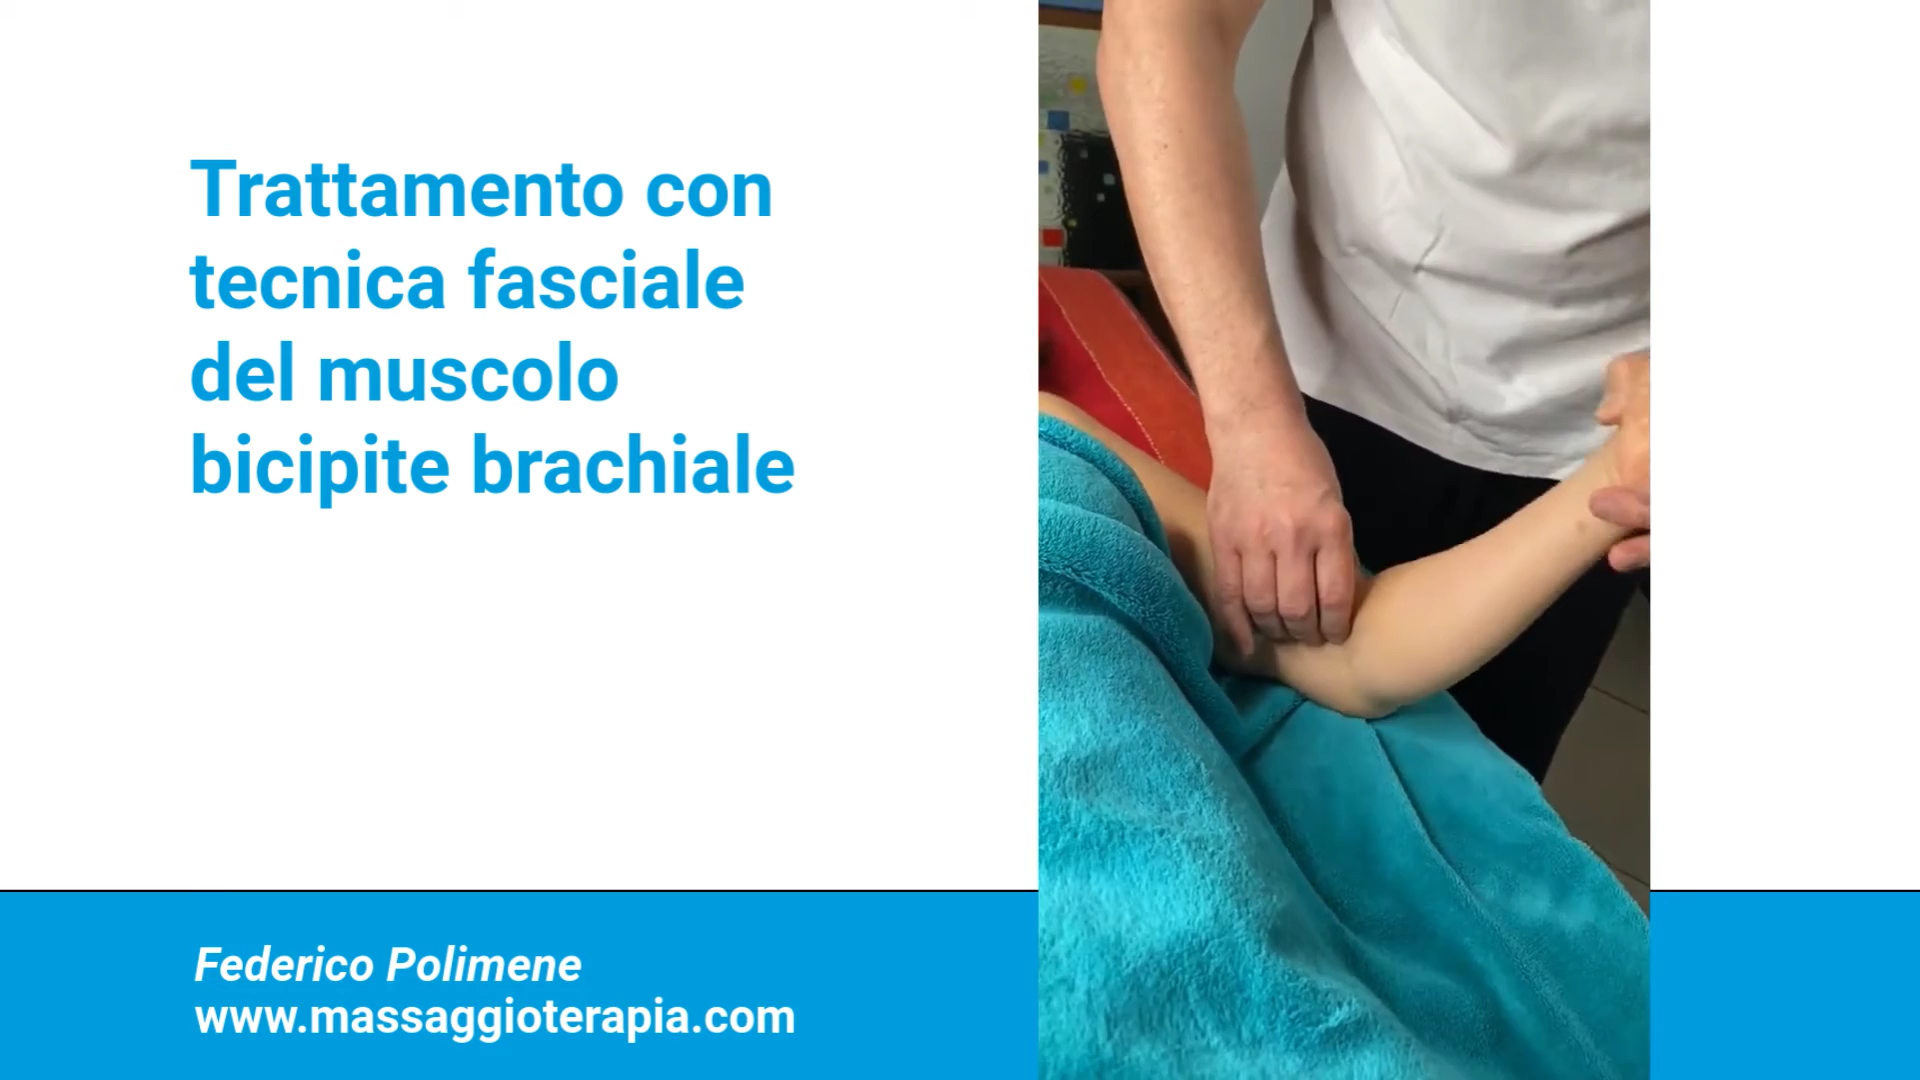 Trattamento con
tecnica fasciale
del muscolo
bicipite brachiale
Federico Polimene
www.massaggioterapia.com